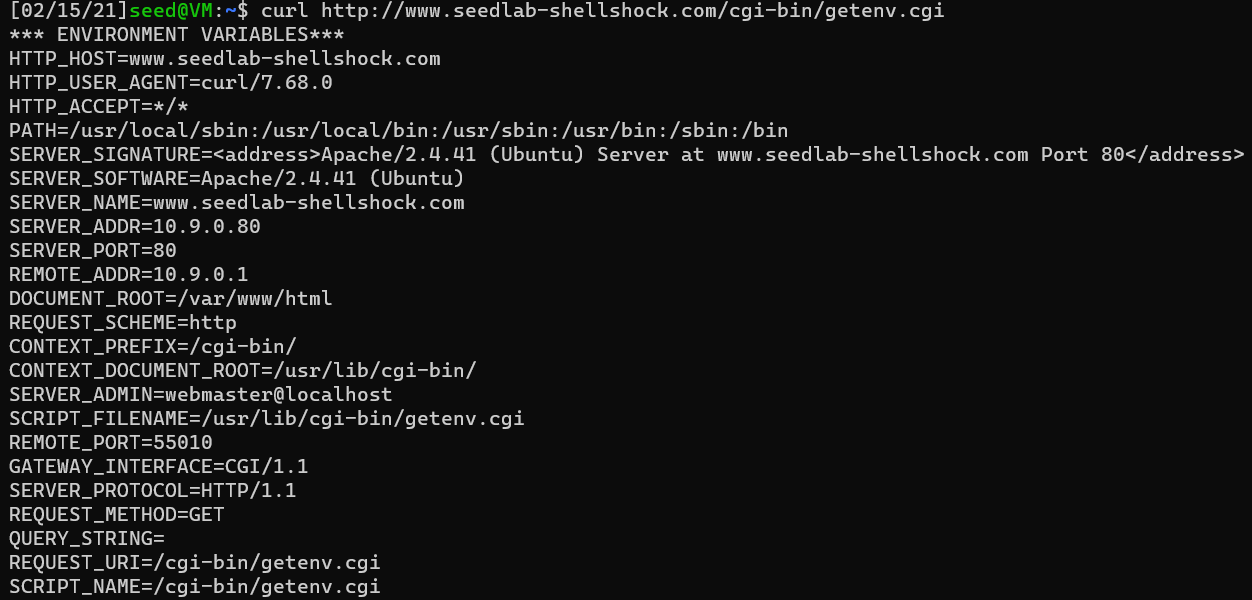 [02/15/21]seed@VM:~$ curl http://www.seedlab-shellshock.com/cgi-bin/getenv.cgi
*** ENVIRONMENT VARIABLES***
HTTP_HOST=www.seedlab-shellshock.com
HTTP_USER_AGENT=curl/7.68.0
HTTP_ACCEPT=*/*
PATH=/usr/local/sbin:/usr/local/bin:/usr/sbin:/usr/bin:/sbin:/bin
SERVER_SIGNATURE=<address>Apache/2.4.41 (Ubuntu) Server at www.seedlab-shellshock.com Port 80</address>
SERVER_SOFTWARE=Apache/2.4.41 (Ubuntu)
SERVER_NAME=www.seedlab-shellshock.com
SERVER_ADDR=10.9.0.80
SERVER_PORT=80
REMOTE_ADDR=10.9.0.1
DOCUMENT_ROOT=/var/www/html
REQUEST_SCHEME=http
CONTEXT_PREFIX=/cgi-bin/
CONTEXT_DOCUMENT_ROOT=/usr/lib/cgi-bin/
SERVER_ADMIN=webmaster@localhost
SCRIPT_FILENAME=/usr/lib/cgi-bin/getenv.cgi
REMOTE_PORT=55010
GATEWAY_INTERFACE=CGI/1.1
SERVER_PROTOCOL=HTTP/1.1
REQUEST_METHOD=GET
QUERY_STRING=
REQUEST_URI=/cgi-bin/getenv.cgi
SCRIPT_NAME=/cgi-bin/getenv.cgi